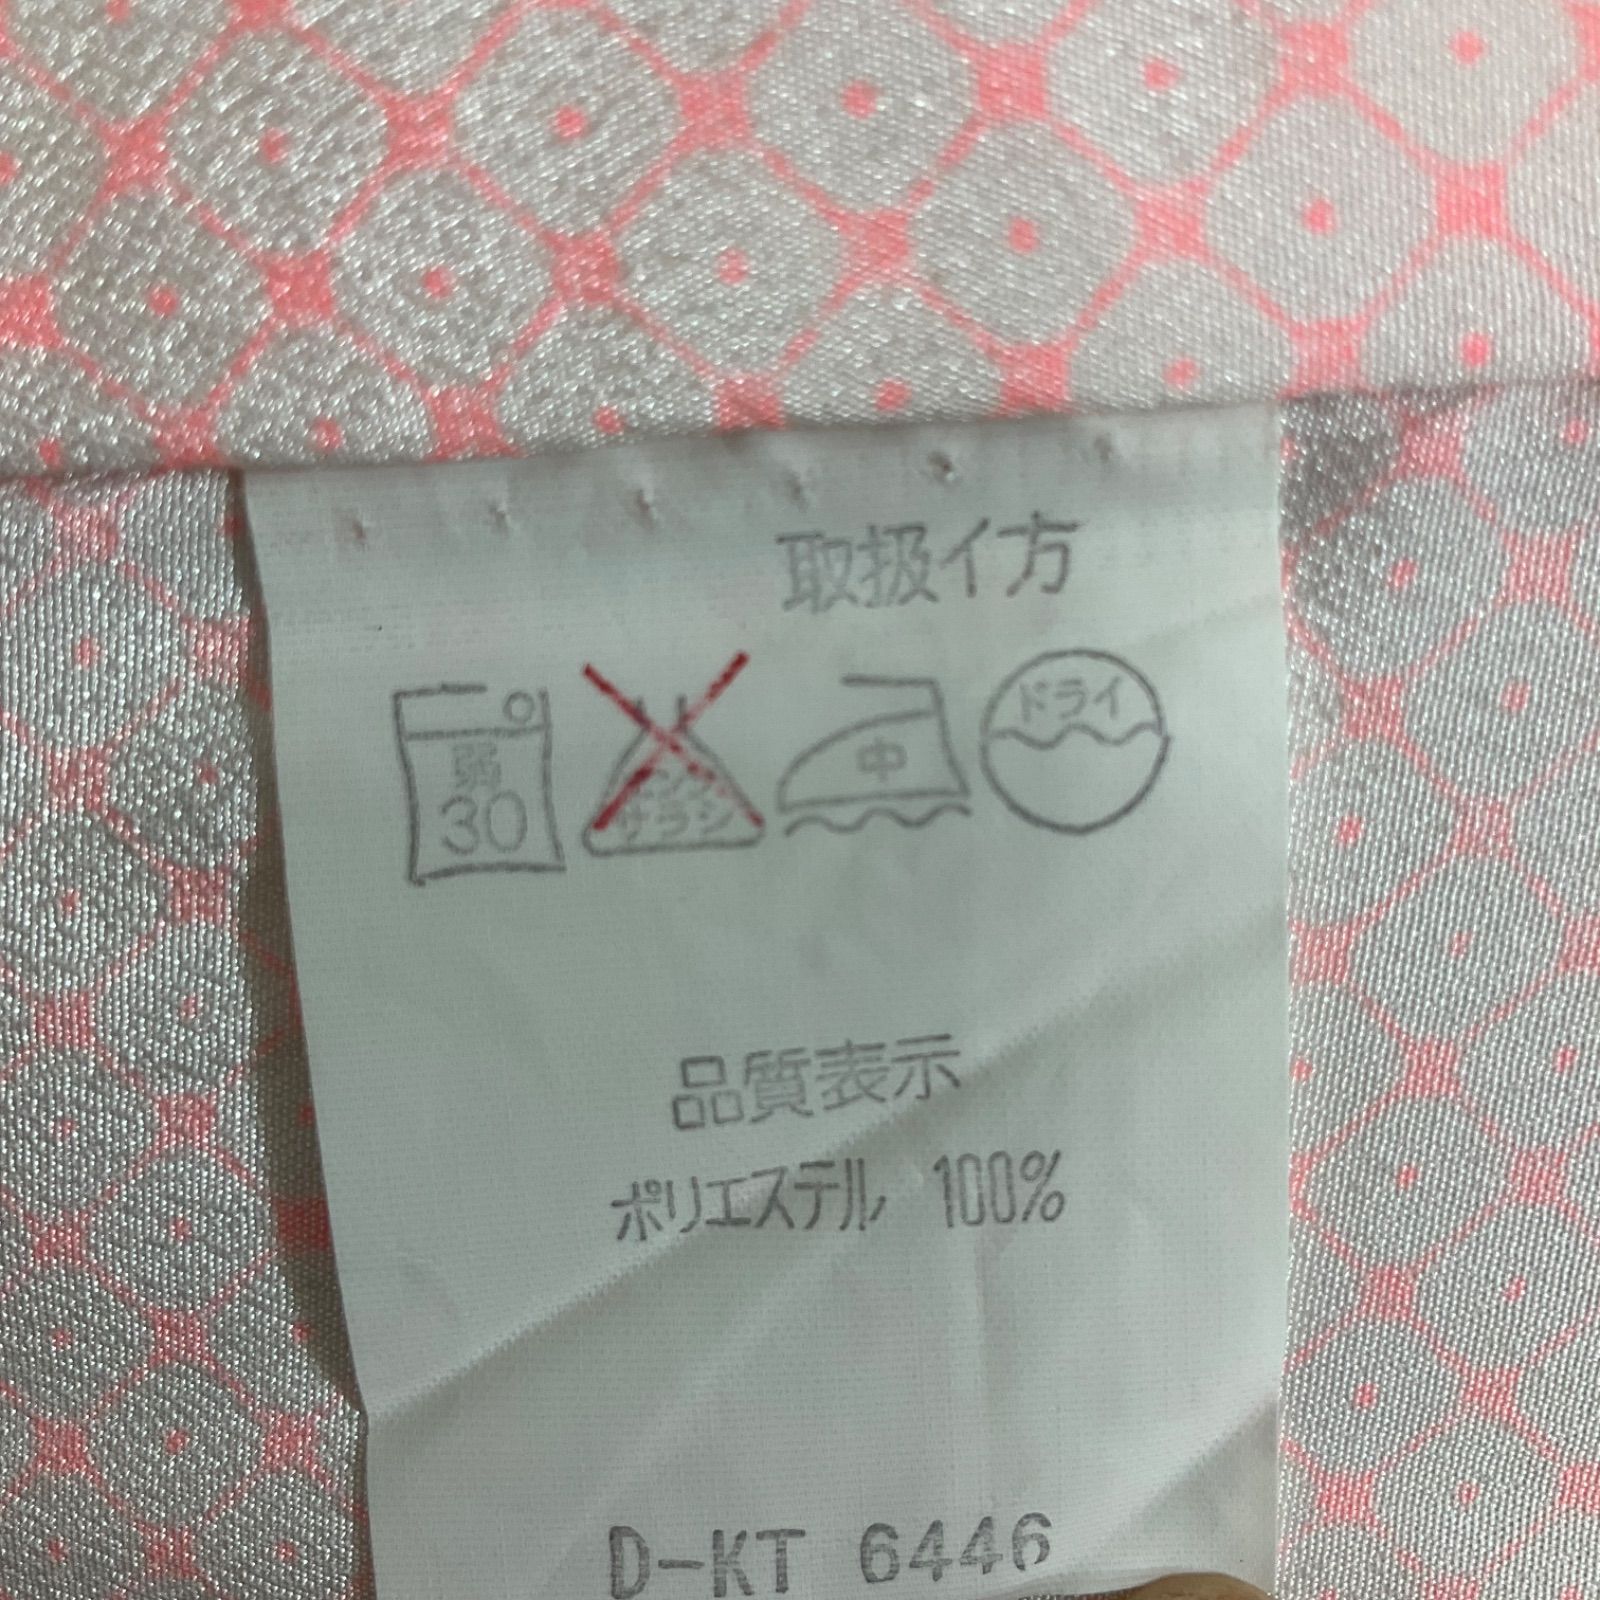 取扱イ方
弱 30 エンソ サラシ 中 ドライ
品質表示
ポリエステル 100%
D-KT 6446